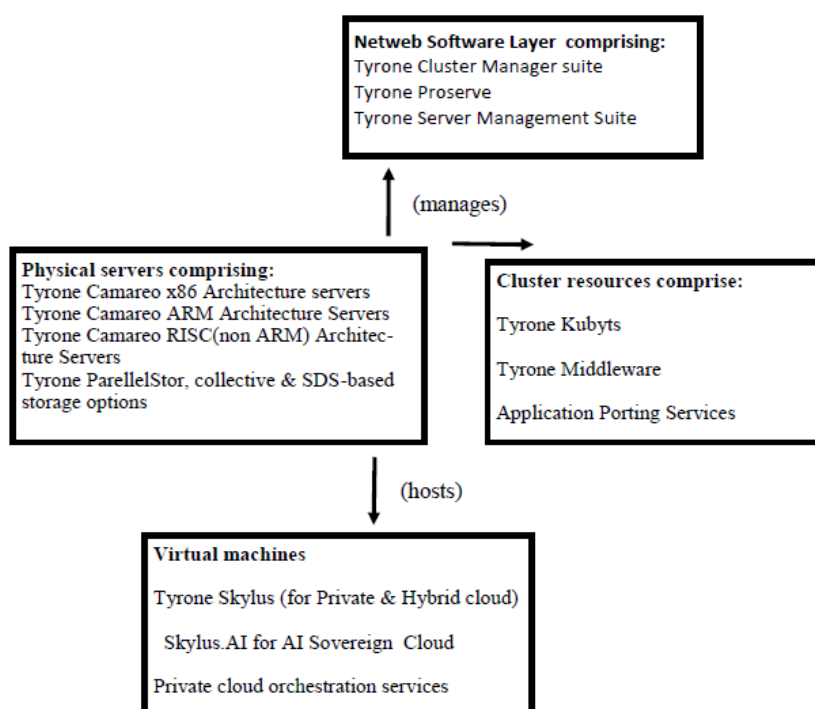 Netweb Software Layer comprising:
Tyrone Cluster Manager suite
Tyrone Proserve
Tyrone Server Management Suite
(manages)
Physical servers comprising:
Tyrone Camareo x86 Architecture servers
Tyrone Camareo ARM Architecture Servers
Tyrone Camareo RISC(non ARM) Architec-
ture Servers
Tyrone ParellelStor, collective & SDS-based
storage options
Cluster resources comprise:
Tyrone Kubyts
Tyrone Middleware
Application Porting Services
(hosts)
Virtual machines
Tyrone Skylus (for Private & Hybrid cloud)
Skylus.AI for AI Sovereign Cloud
Private cloud orchestration services